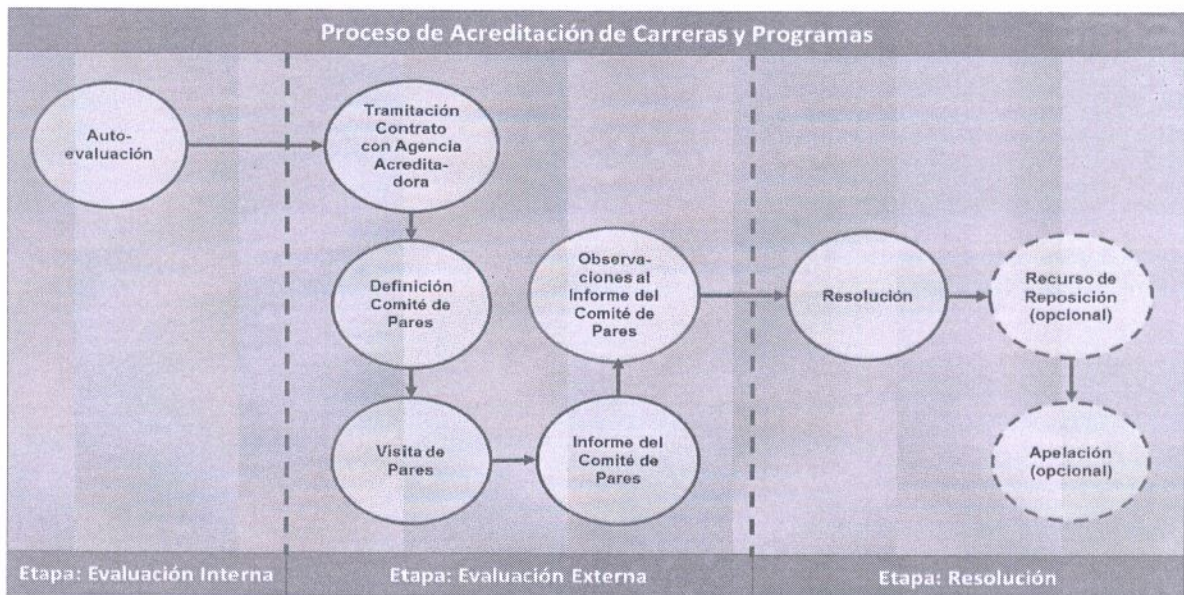 Proceso de Acreditación de Carreras y Programas
Auto-
evaluación
Tramitación
Contrato
con Agencia
Acredita-
dora
Definición
Comité de
Pares
Visita de
Pares
Informe del
Comité de
Pares
Observa-
ciones al
Informe del
Comité de
Pares
Resolución
Recurso de
Reposición
(opcional)
Apelación
(opcional)
Etapa: Evaluación Interna
Etapa: Evaluación Externa
Etapa: Resolución